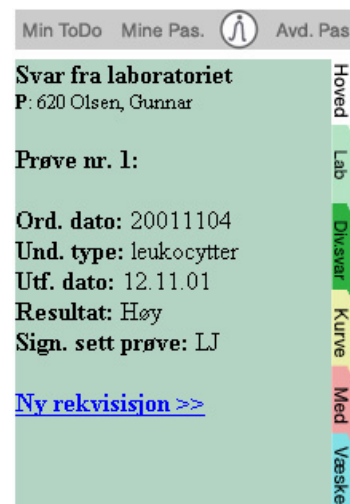 Min ToDo Mine Pas. Avd. Pas
Svar fra laboratoriet
P: 620 Olsen, Gunnar
Prøve nr. 1:
Ord. dato: 20011104
Und. type: leukocytter
Utf. dato: 12.11.01
Resultat: Høy
Sign. sett prøve: LJ
Ny rekvisisjon >>
Hoved
Lab
Div.svar
Kurve
Med
Væske